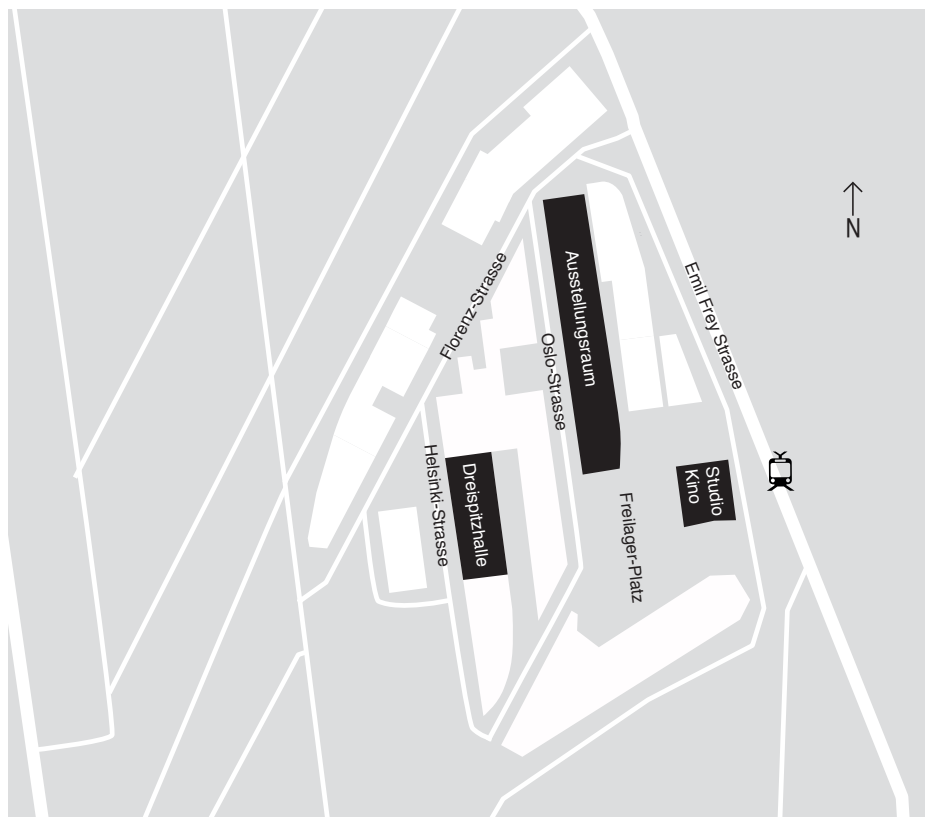 N
Florenz-Strasse
Ausstellungsraum
Emil Frey Strasse
Oslo-Strasse
Helsinki-Strasse
Dreispitzhalle
Studio
Kino
Freilager-Platz